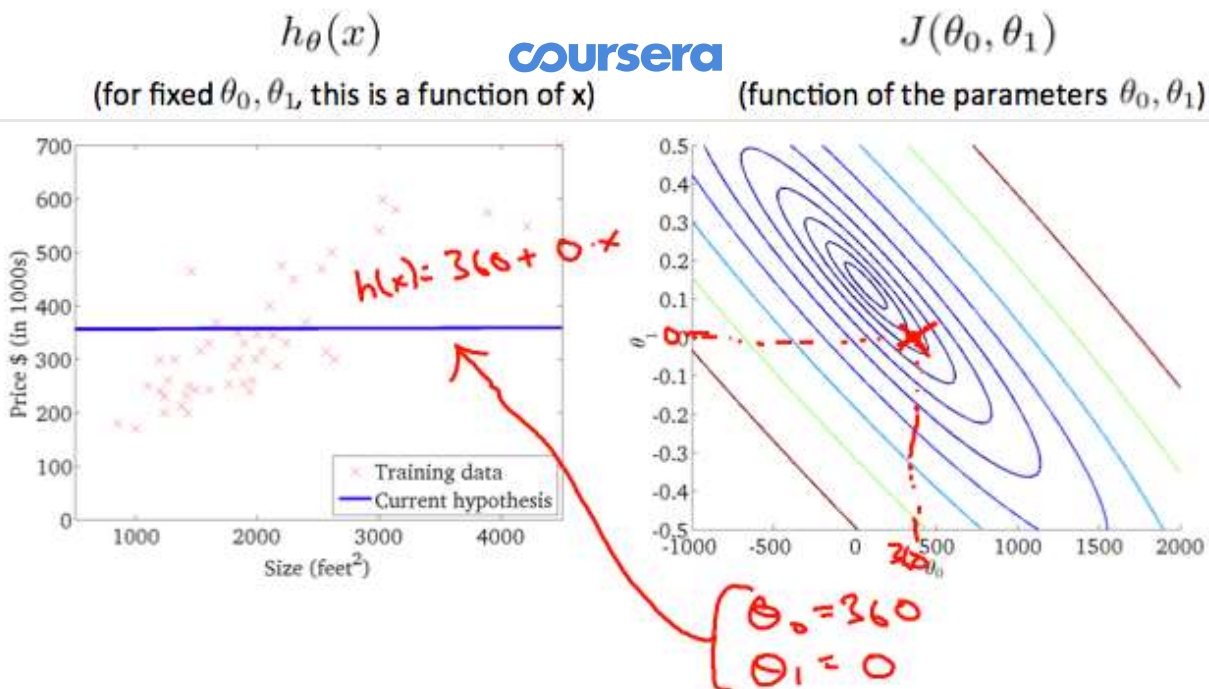 hθ(x)
coursera
J(θ0, θ1)
(for fixed θ0, θ1, this is a function of x)
(function of the parameters θ0, θ1)
700
600
500
400
300
200
100
0
Price $ (in 1000s)
1000 2000 3000 4000
Size (feet²)
h(x) = 360 + 0·x
Training data
Current hypothesis
0.5
0.4
0.3
0.2
0.1
0
-0.1
-0.2
-0.3
-0.4
-0.5
θ1
0
-1000 -500 0 500 1000 1500 2000
360
θ0
θ0 = 360
θ1 = 0